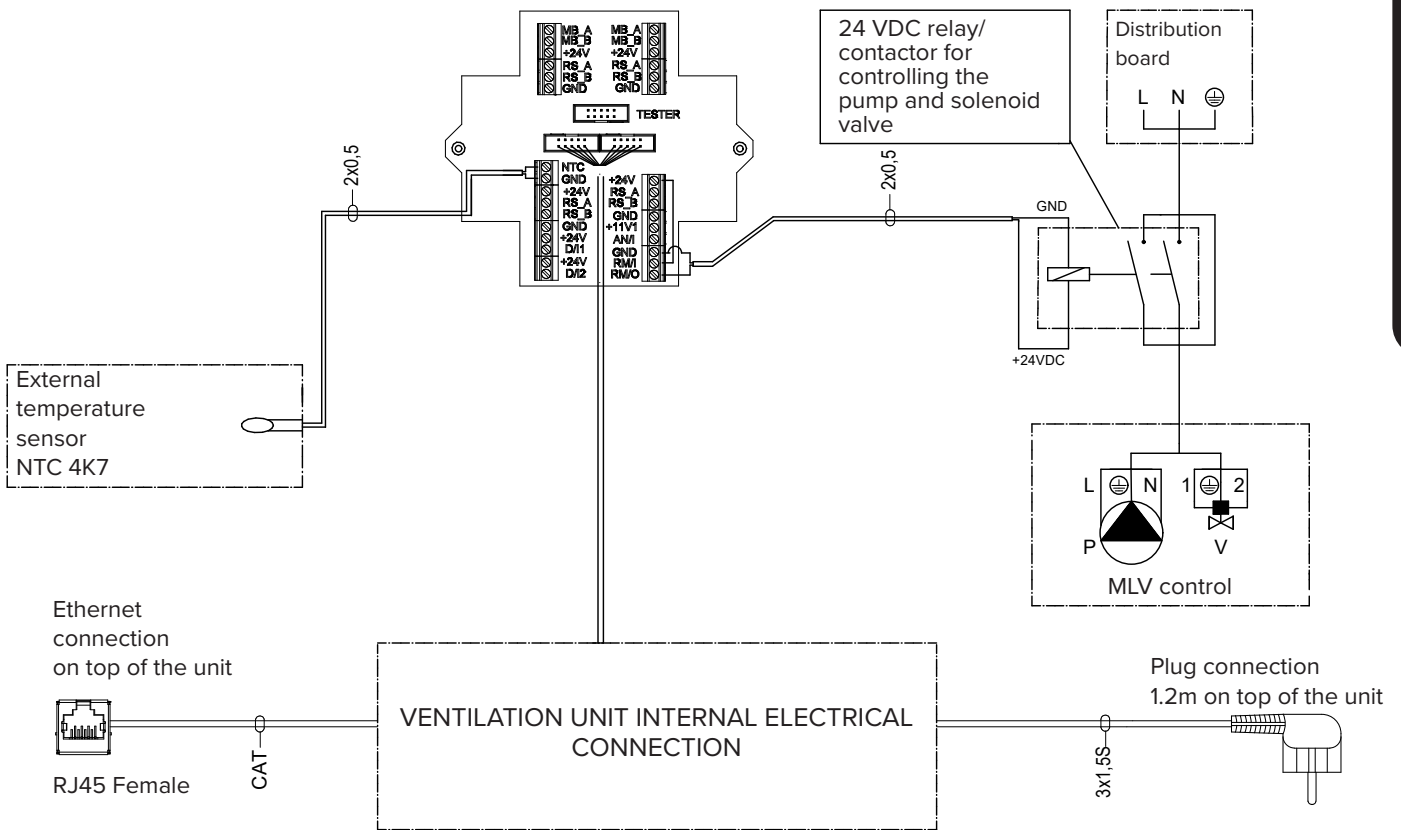 MB_A
MB_B
+24V
RS_A
RS_B
GND
MB_A
MB_B
+24V
RS_A
RS_B
GND
TESTER
NTC
GND
+24V
RS_A
RS_B
GND
+24V
D/I1
+24V
D/I2
+24V
RS_A
RS_B
GND
+11V1
AN/I
GND
RM/I
RM/O
2x0,5
2x0,5
24 VDC relay/
contactor for
controlling the
pump and solenoid
valve
Distribution
board
L N
GND
+24VDC
External
temperature
sensor
NTC 4K7
L N 1 2
P V
MLV control
Ethernet
connection
on top of the unit
RJ45 Female
CAT
VENTILATION UNIT INTERNAL ELECTRICAL
CONNECTION
3x1,5S
Plug connection
1.2m on top of the unit